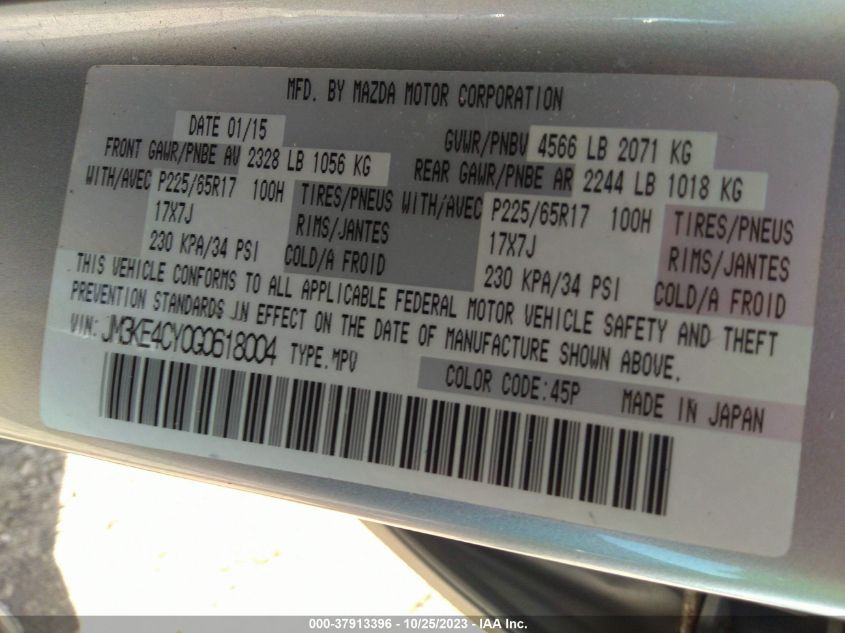 MFD. BY MAZDA MOTOR CORPORATION
DATE 01/15
GVWR/PNBV 4566 LB 2071 KG
FRONT GAWR/PNBE AV 2328 LB 1056 KG
REAR GAWR/PNBE AR 2244 LB 1018 KG
WITH/AVEC P225/65R17 100H TIRES/PNEUS
17X7J RIMS/JANTES
230 KPA/34 PSI COLD/A FROID
WITH/AVEC P225/65R17 100H TIRES/PNEUS
17X7J RIMS/JANTES
230 KPA/34 PSI COLD/A FROID
THIS VEHICLE CONFORMS TO ALL APPLICABLE FEDERAL MOTOR VEHICLE SAFETY AND THEFT
PREVENTION STANDARDS IN EFFECT ON THE DATE OF MANUFACTURE SHOWN ABOVE.
VIN: JM3KE4CY0G0618004 TYPE.MPV
COLOR CODE:45P MADE IN JAPAN
000-37913396 - 10/25/2023 - IAA Inc.